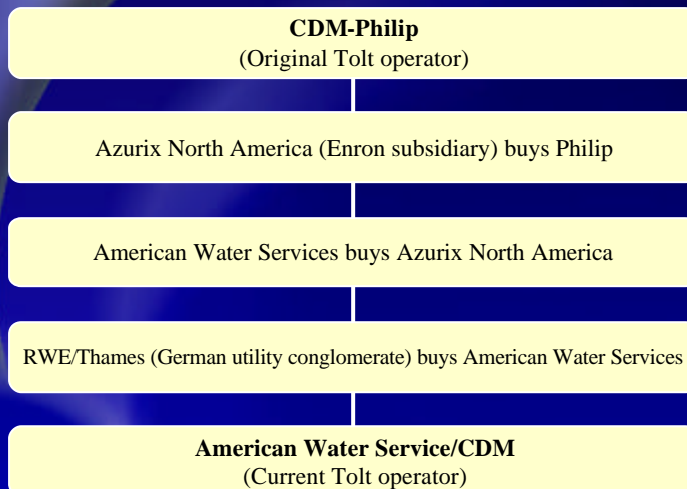 CDM-Philip
(Original Tolt operator)
Azurix North America (Enron subsidiary) buys Philip
American Water Services buys Azurix North America
RWE/Thames (German utility conglomerate) buys American Water Services
American Water Service/CDM
(Current Tolt operator)